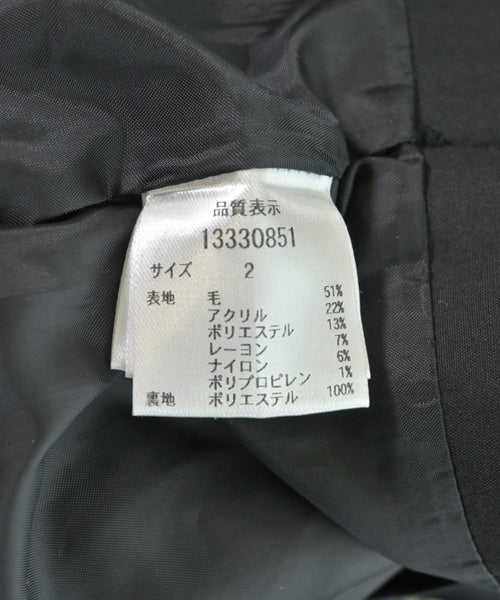 品質表示
13330851
サイズ 2
表地 毛 51%
アクリル 22%
ポリエステル 13%
レーヨン 7%
ナイロン 6%
ポリプロピレン 1%
裏地 ポリエステル 100%